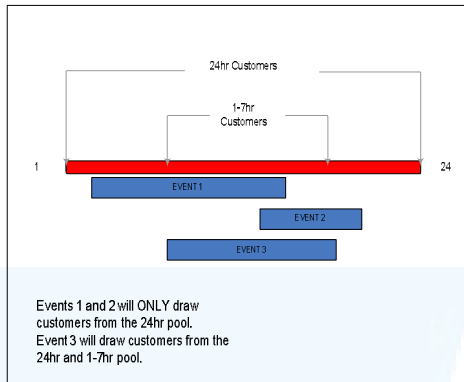 24hr Customers
1-7hr
Customers
1
24
EVENT 1
EVENT 2
EVENT 3
Events 1 and 2 will ONLY draw
customers from the 24hr pool.
Event 3 will draw customers from the
24hr and 1-7hr pool.